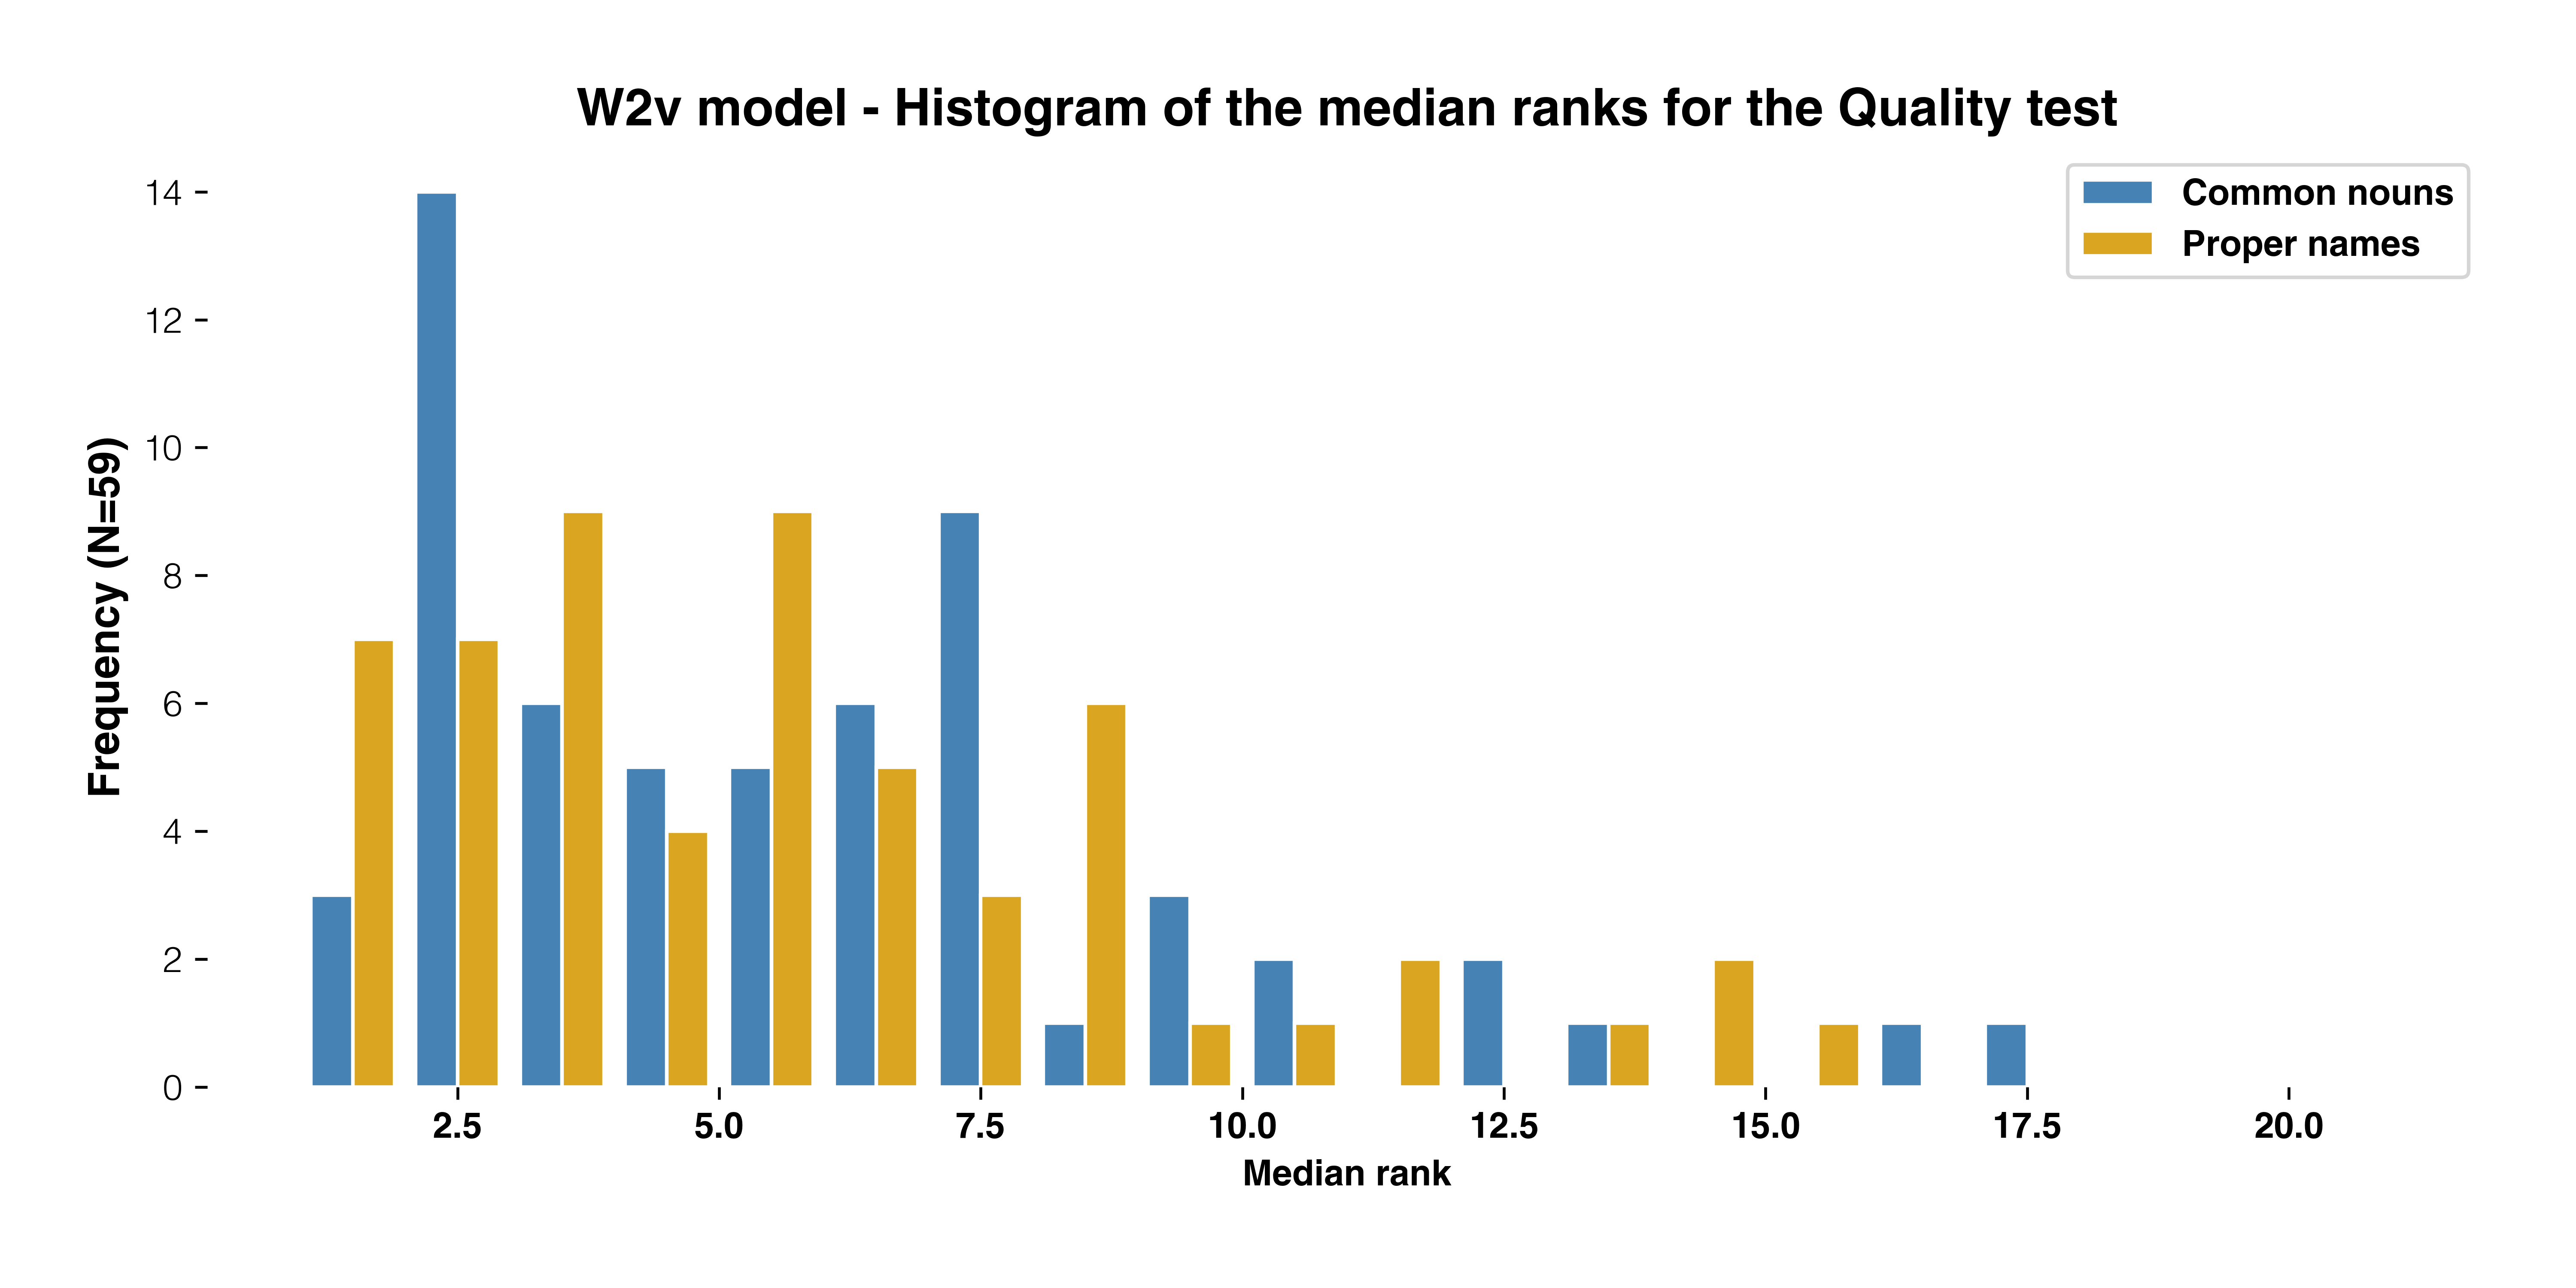 W2v model - Histogram of the median ranks for the Quality test
Common nouns
Proper names
Frequency (N=59)
14
12
10
8
6
4
2
0
2.5 5.0 7.5 10.0 12.5 15.0 17.5 20.0
Median rank